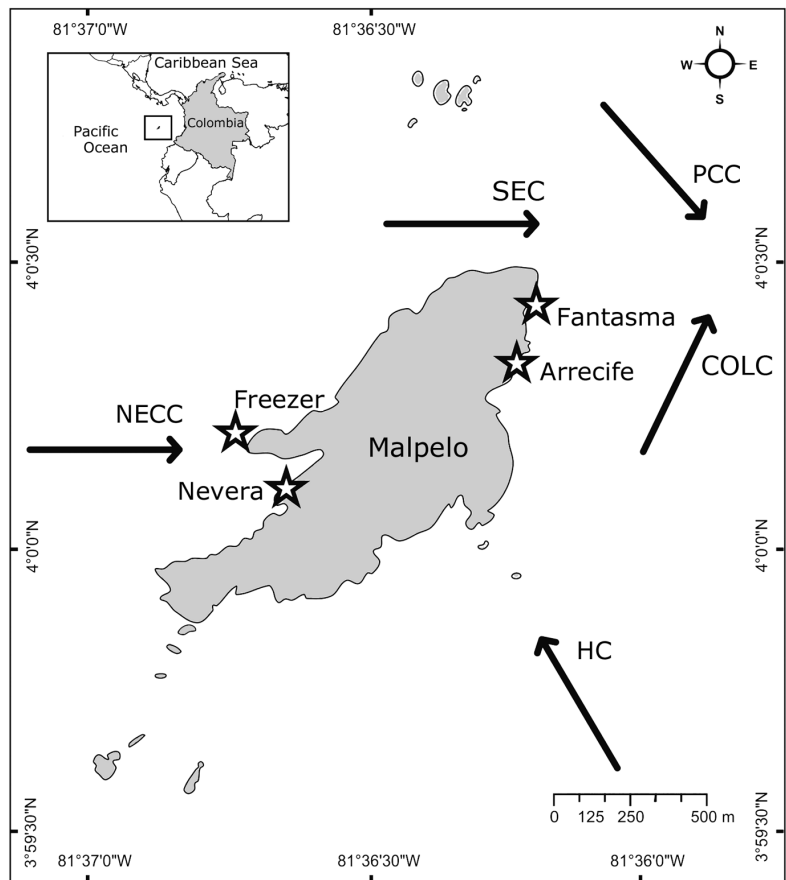 81°37'0"W
81°36'30"W
N
W
E
S
Caribbean Sea
Colombia
Pacific
Ocean
PCC
SEC
4°0'30"N
4°0'30"N
Fantasma
COLC
Arrecife
Freezer
NECC
Malpelo
Nevera
4°0'0"N
4°0'0"N
HC
0 125 250 500 m
3°59'30"N
3°59'30"N
81°37'0"W
81°36'30"W
81°36'0"W